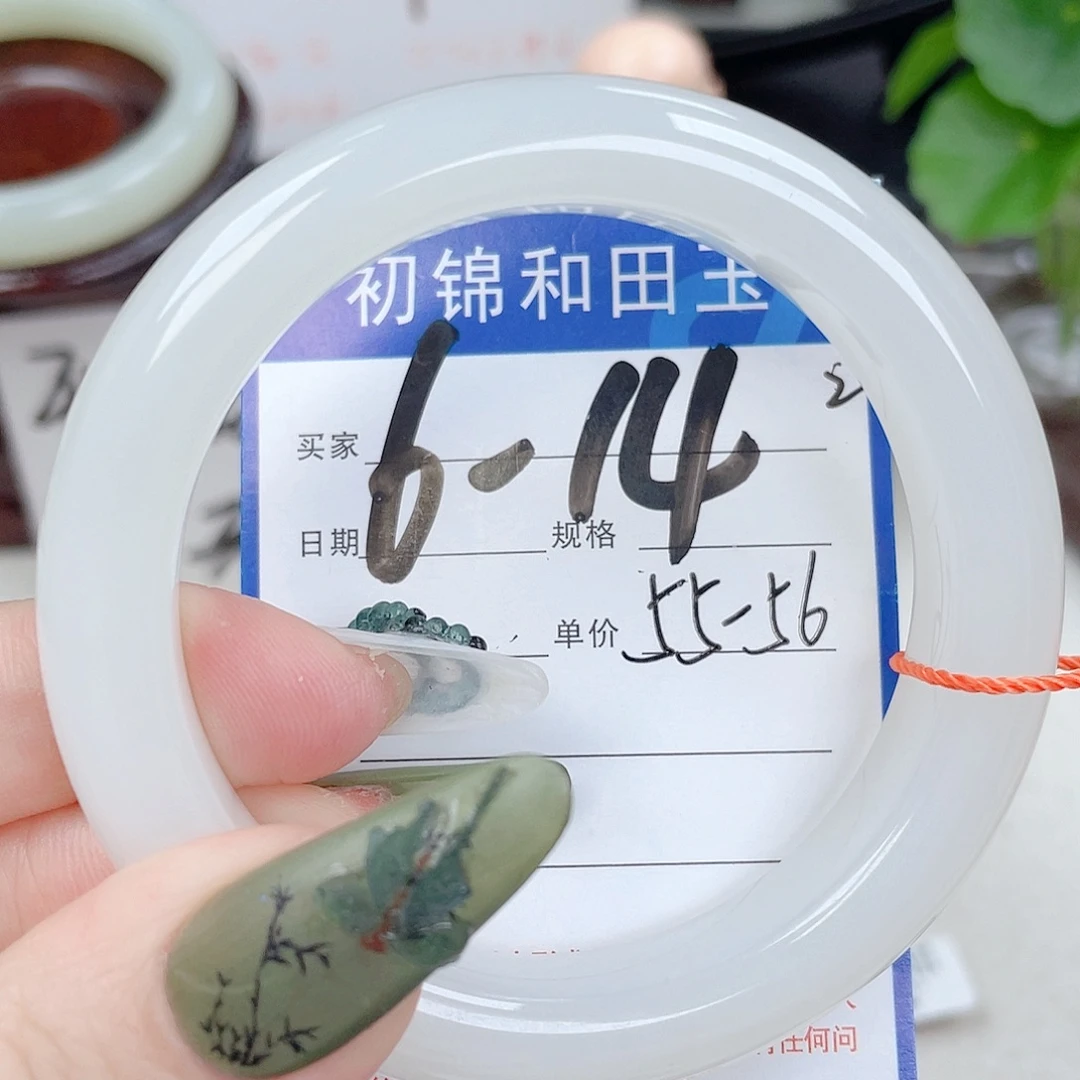 初锦和田玉
6-14
买家
日期 规格
单价 55-56
任何问